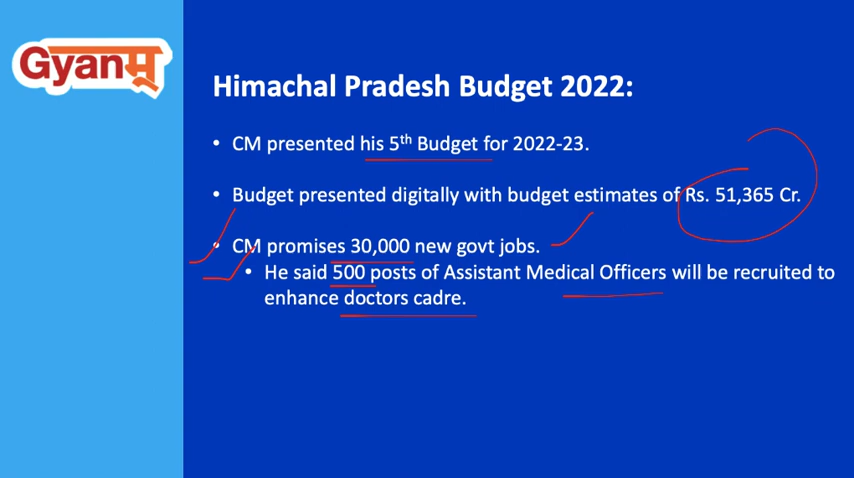 Gyanमू
Himachal Pradesh Budget 2022:
• CM presented his 5th Budget for 2022-23.
• Budget presented digitally with budget estimates of Rs. 51,365 Cr.
• CM promises 30,000 new govt jobs.
• He said 500 posts of Assistant Medical Officers will be recruited to
enhance doctors cadre.